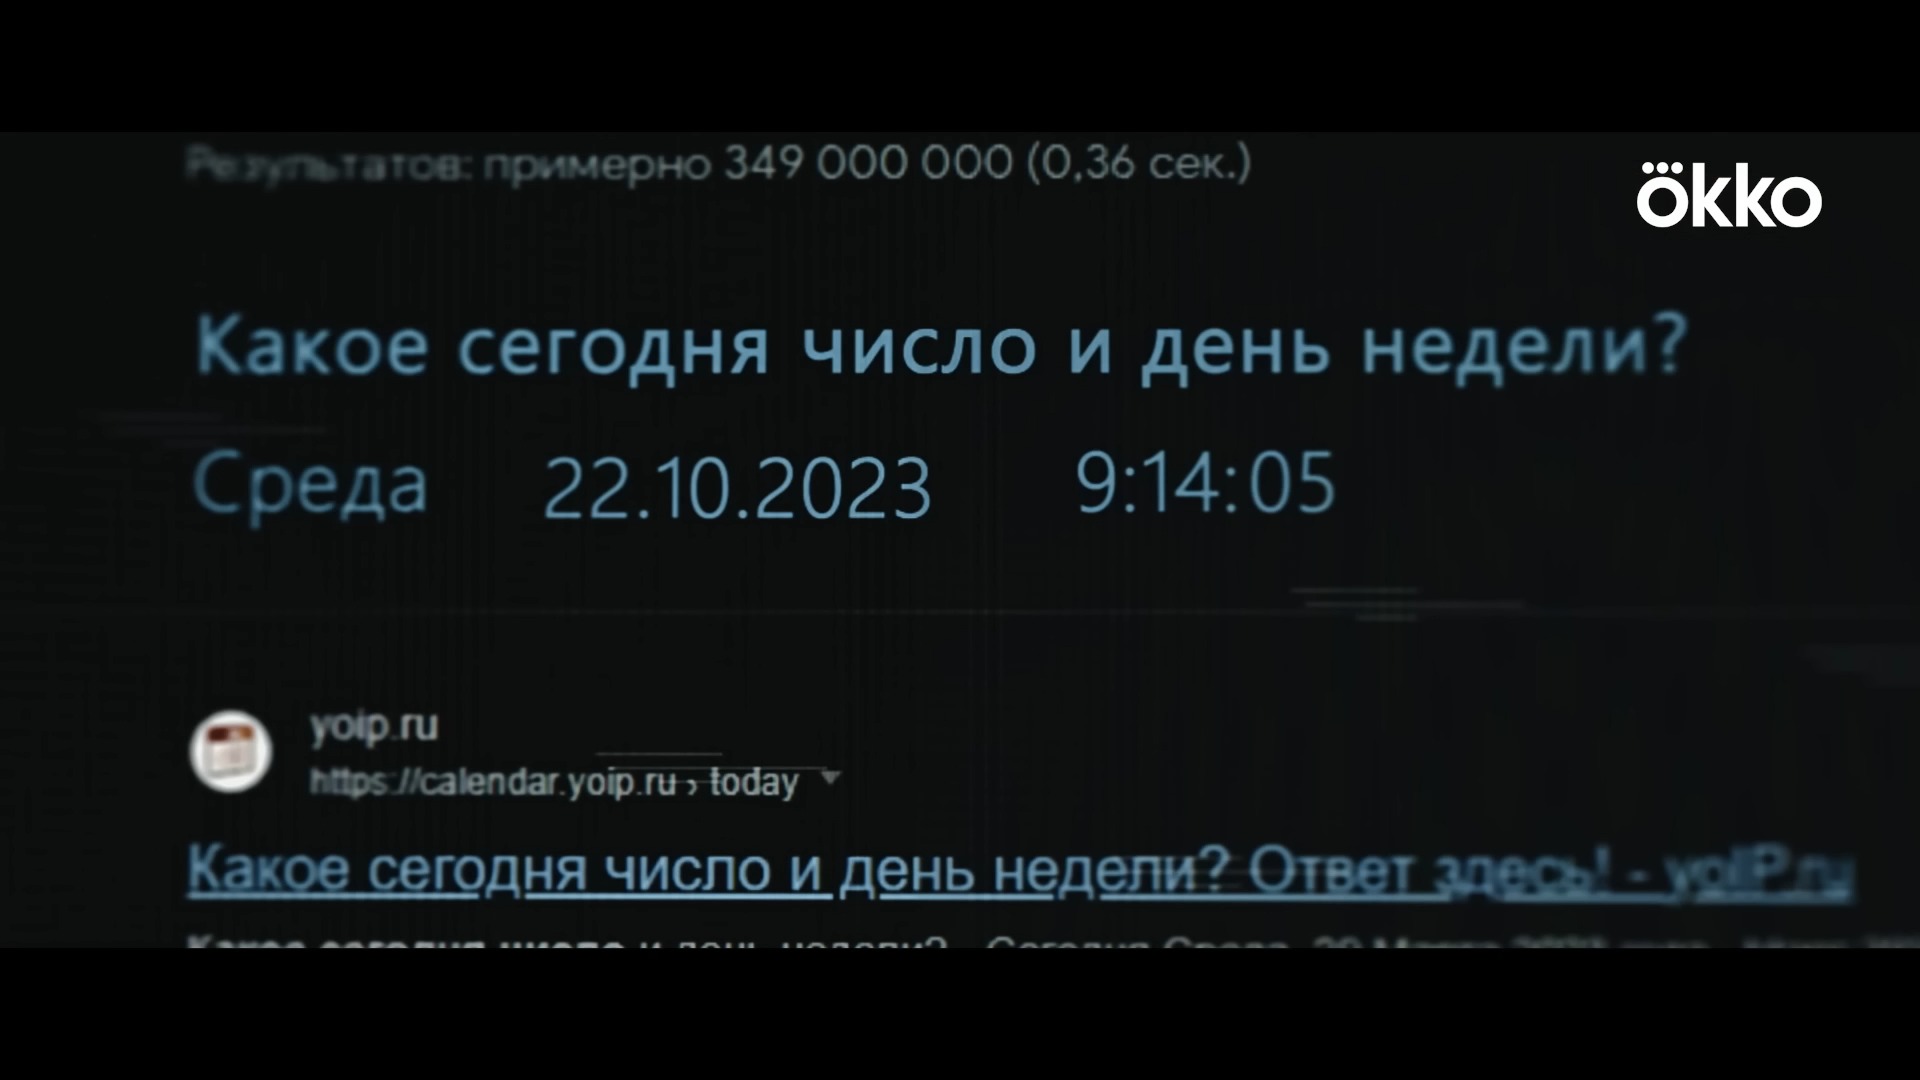 Результатов: примерно 349 000 000 (0,36 сек.)
ökko
Какое сегодня число и день недели?
Среда 22.10.2023 9:14:05
yoip.ru
https://calendar.yoip.ru › today
Какое сегодня число и день недели? Ответ здесь! - yoIP.ru